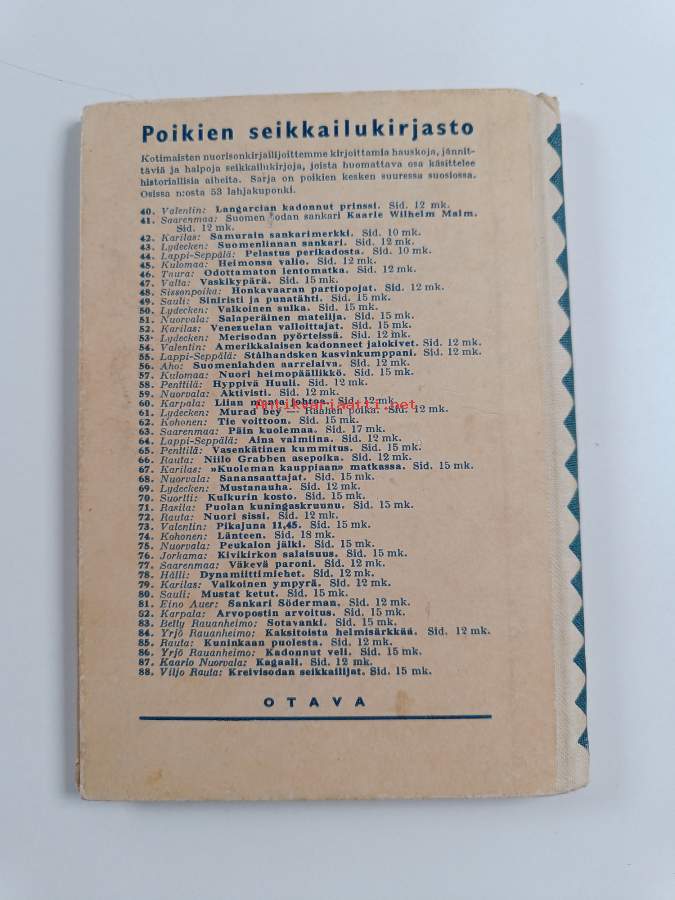 Poikien seikkailukirjasto
Kotimaisten nuorisonkirjailijoittemme kirjoittamia hauskoja, jännit-
täviä ja halpoja seikkailukirjoja, joista huomattava osa käsittelee
historiallisia aiheita. Sarja on poikien kesken suuressa suosiossa.
Osissa n:osta 53 lahjakuponki.
40. Valentin: Langarcian kadonnut prinssi. Sid. 12 mk.
41. Saarenmaa: Suomen sodan sankari Kaarle Wilhelm Malm.
Sid. 12 mk.
42. Karilas: Samurain sankarimerkki. Sid. 10 mk.
43. Lydecken: Suomenlinnan sankari. Sid. 12 mk.
44. Lappi-Seppälä: Pelastus perikadosta. Sid. 10 mk.
45. Kulomaa: Heimonsa valio. Sid. 12 mk.
46. Taura: Odottamaton lentomatka. Sid. 12 mk.
47. Valta: Vaskikypärä. Sid. 15 mk.
48. Sissonpoika: Honkavaaran partiopojat. Sid. 12 mk.
49. Sauli: Siniristi ja punatähti. Sid. 15 mk.
50. Lydecken: Valkoinen sulka. Sid. 15 mk.
51. Nuorvala: Salaperäinen matelija. Sid. 15 mk.
52. Karilas: Venesuelan valloittajat. Sid. 15 mk.
53. Lydecken: Merisodan pyörteissä. Sid. 12 mk.
54. Valentin: Amerikkalaisen kadonneet jalokivet. Sid. 12 mk.
55. Lappi-Seppälä: Stålhandsken kasvinkumppani. Sid. 12 mk.
56. Aho: Suomenlahden aarrelaiva. Sid. 12 mk.
57. Kulomaa: Nuori heimopäällikkö. Sid. 15 mk.
58. Penttilä: Hyppivä Huuli. Sid. 12 mk.
59. Nuorvala: Aktivisti. Sid. 12 mk.
60. Karpala: Liian monta johtoa. Sid. 12 mk.
Antikvariaatti.net
61. Lydecken: Murad bey — Raahen poika. Sid. 12 mk.
62. Kohonen: Tie voittoon. Sid. 15 mk.
63. Saarenmaa: Päin kuolemaa. Sid. 17 mk.
64. Lappi-Seppälä: Aina valmiina. Sid. 12 mk.
65. Penttilä: Vasenkätinen kummitus. Sid. 15 mk.
66. Rauta: Niilo Grabben asepoika. Sid. 12 mk.
67. Karilas: »Kuoleman kauppiaan» matkassa. Sid. 15 mk.
68. Nuorvala: Sanansaattajat. Sid. 15 mk.
69. Lydecken: Mustanauha. Sid. 12 mk.
70. Suortti: Kulkurin kosto. Sid. 15 mk.
71. Rasila: Puolan kuningaskruunu. Sid. 15 mk.
72. Rauta: Nuori sissi. Sid. 12 mk.
73. Valentin: Pikajuna 11,45. Sid. 15 mk.
74. Kohonen: Länteen. Sid. 18 mk.
75. Nuorvala: Peukalon jälki. Sid. 15 mk.
76. Jorkama: Kivikirkon salaisuus. Sid. 15 mk.
77. Saarenmaa: Väkevä paroni. Sid. 12 mk.
78. Hälli: Dynamiittimiehet. Sid. 12 mk.
79. Karilas: Valkoinen ympyrä. Sid. 12 mk.
80. Sauli: Mustat ketut. Sid. 15 mk.
81. Eino Auer: Sankari Söderman. Sid. 12 mk.
82. Karpala: Arvopostin arvoitus. Sid. 15 mk.
83. Betty Rauanheimo: Sotavanki. Sid. 15 mk.
84. Yrjö Rauanheimo: Kaksitoista helmisärkkää. Sid. 12 mk.
85. Rauta: Kuninkaan puolesta. Sid. 12 mk.
86. Yrjö Rauanheimo: Kadonnut veli. Sid. 15 mk.
87. Kaarlo Nuorvala: Kagaali. Sid. 12 mk.
88. Viljo Rauta: Kreivisodan seikkailijat. Sid. 15 mk.
OTAVA